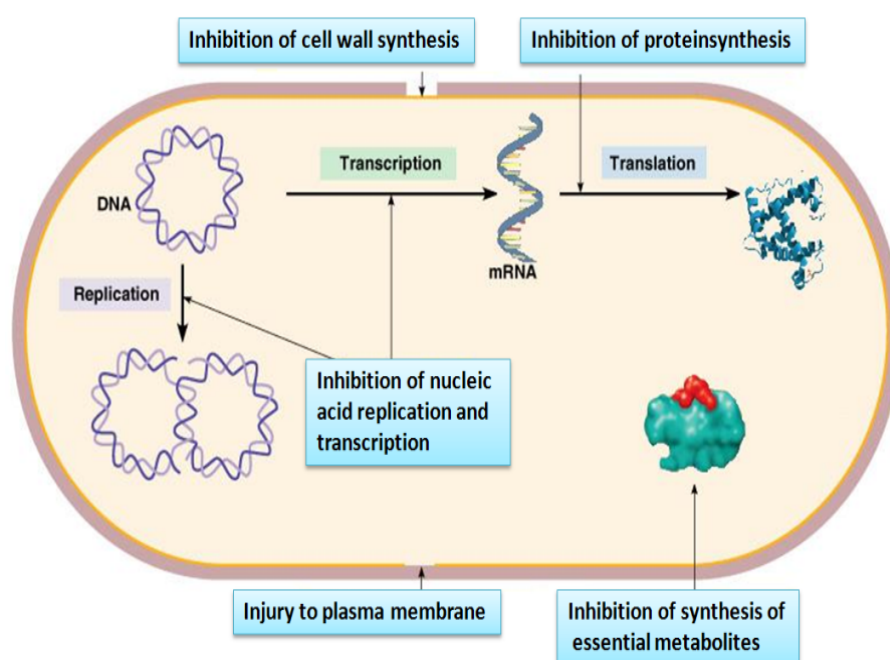 Inhibition of cell wall synthesis
Inhibition of proteinsynthesis
Transcription
Translation
DNA
mRNA
Replication
Inhibition of nucleic
acid replication and
transcription
Injury to plasma membrane
Inhibition of synthesis of
essential metabolites